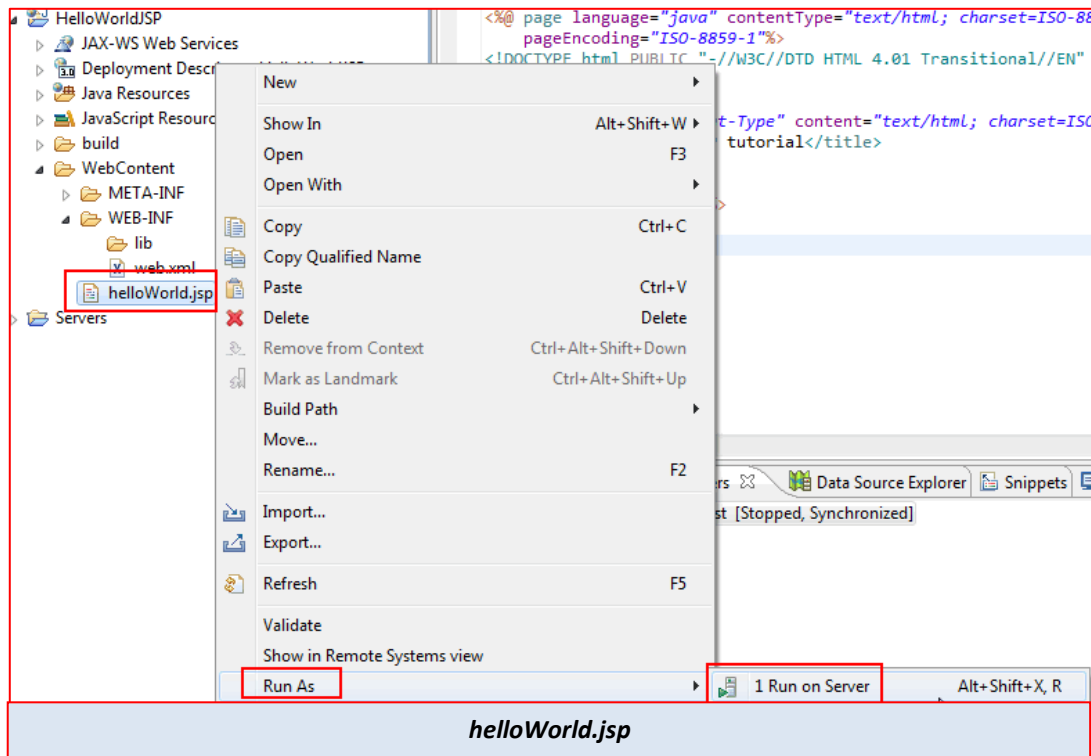 HelloWorldJSP
JAX-WS Web Services
Deployment Descr
Java Resources
JavaScript Resourc
build
WebContent
META-INF
WEB-INF
lib
web.xml
helloWorld.jsp
Servers
<%@ page language="java" contentType="text/html; charset=ISO-88
pageEncoding="ISO-8859-1"%>
<!DOCTYPE html PUBLIC "-//W3C//DTD HTML 4.01 Transitional//EN"
t-Type" content="text/html; charset=ISO
tutorial</title>
>
New
Show In Alt+Shift+W
Open F3
Open With
Copy Ctrl+C
Copy Qualified Name
Paste Ctrl+V
Delete Delete
Remove from Context Ctrl+Alt+Shift+Down
Mark as Landmark Ctrl+Alt+Shift+Up
Build Path
Move...
Rename... F2
Import...
Export...
Refresh F5
Validate
Show in Remote Systems view
Run As
1 Run on Server Alt+Shift+X, R
rs Data Source Explorer Snippets
st [Stopped, Synchronized]
helloWorld.jsp